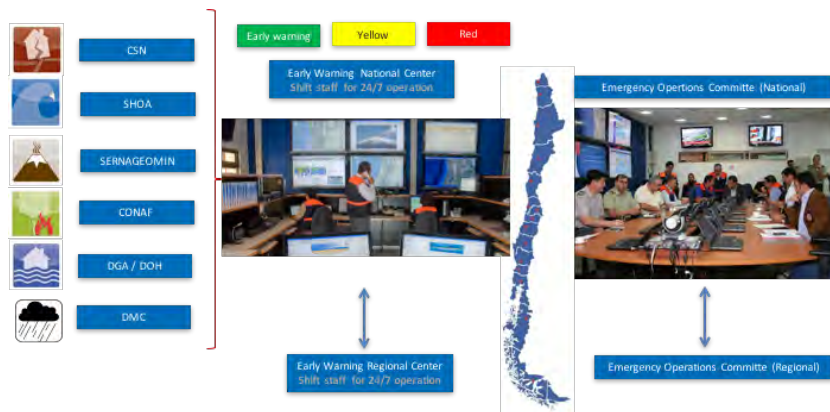 CSN
SHOA
SERNAGEOMIN
CONAF
DGA / DOH
DMC
Early warning
Yellow
Red
Early Warning National Center
Shift staff for 24/7 operation
Early Warning Regional Center
Shift staff for 24/7 operation
Emergency Opertions Committe (National)
Emergency Operations Committe (Regional)